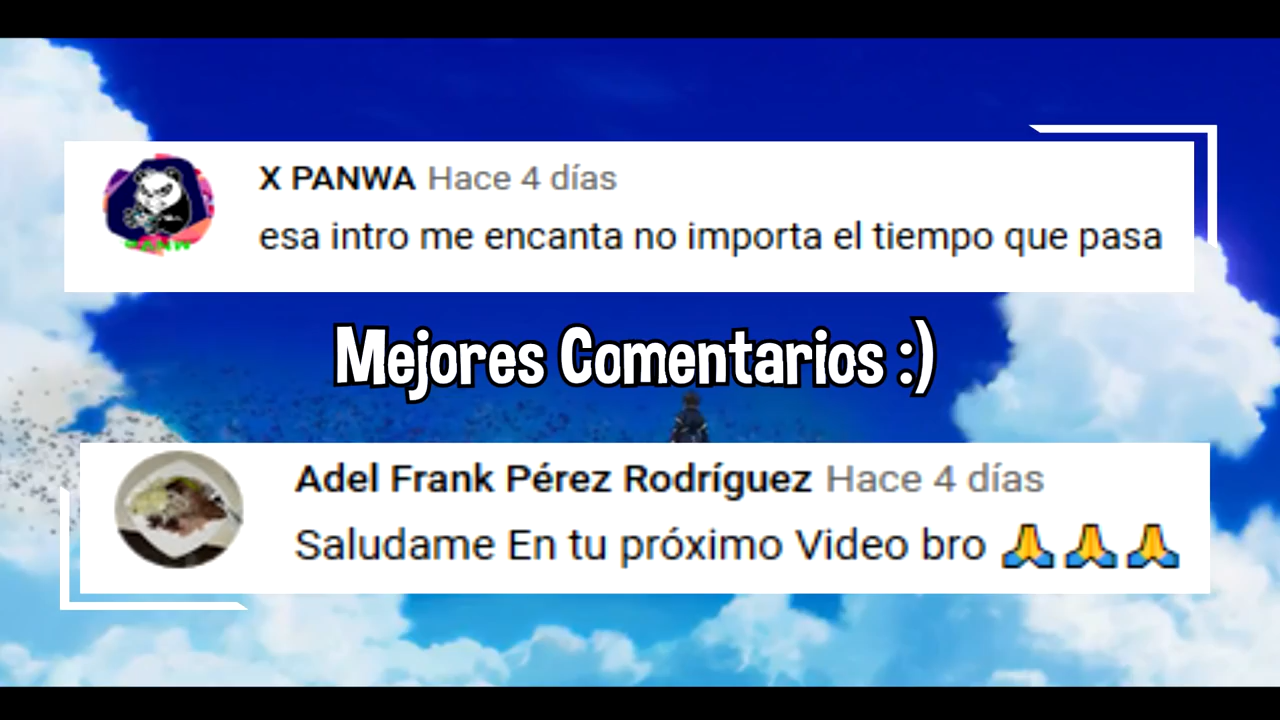 X PANWA Hace 4 días
esa intro me encanta no importa el tiempo que pasa
Mejores Comentarios :)
Adel Frank Pérez Rodríguez Hace 4 días
Saludame En tu próximo Video bro 🙏🙏🙏